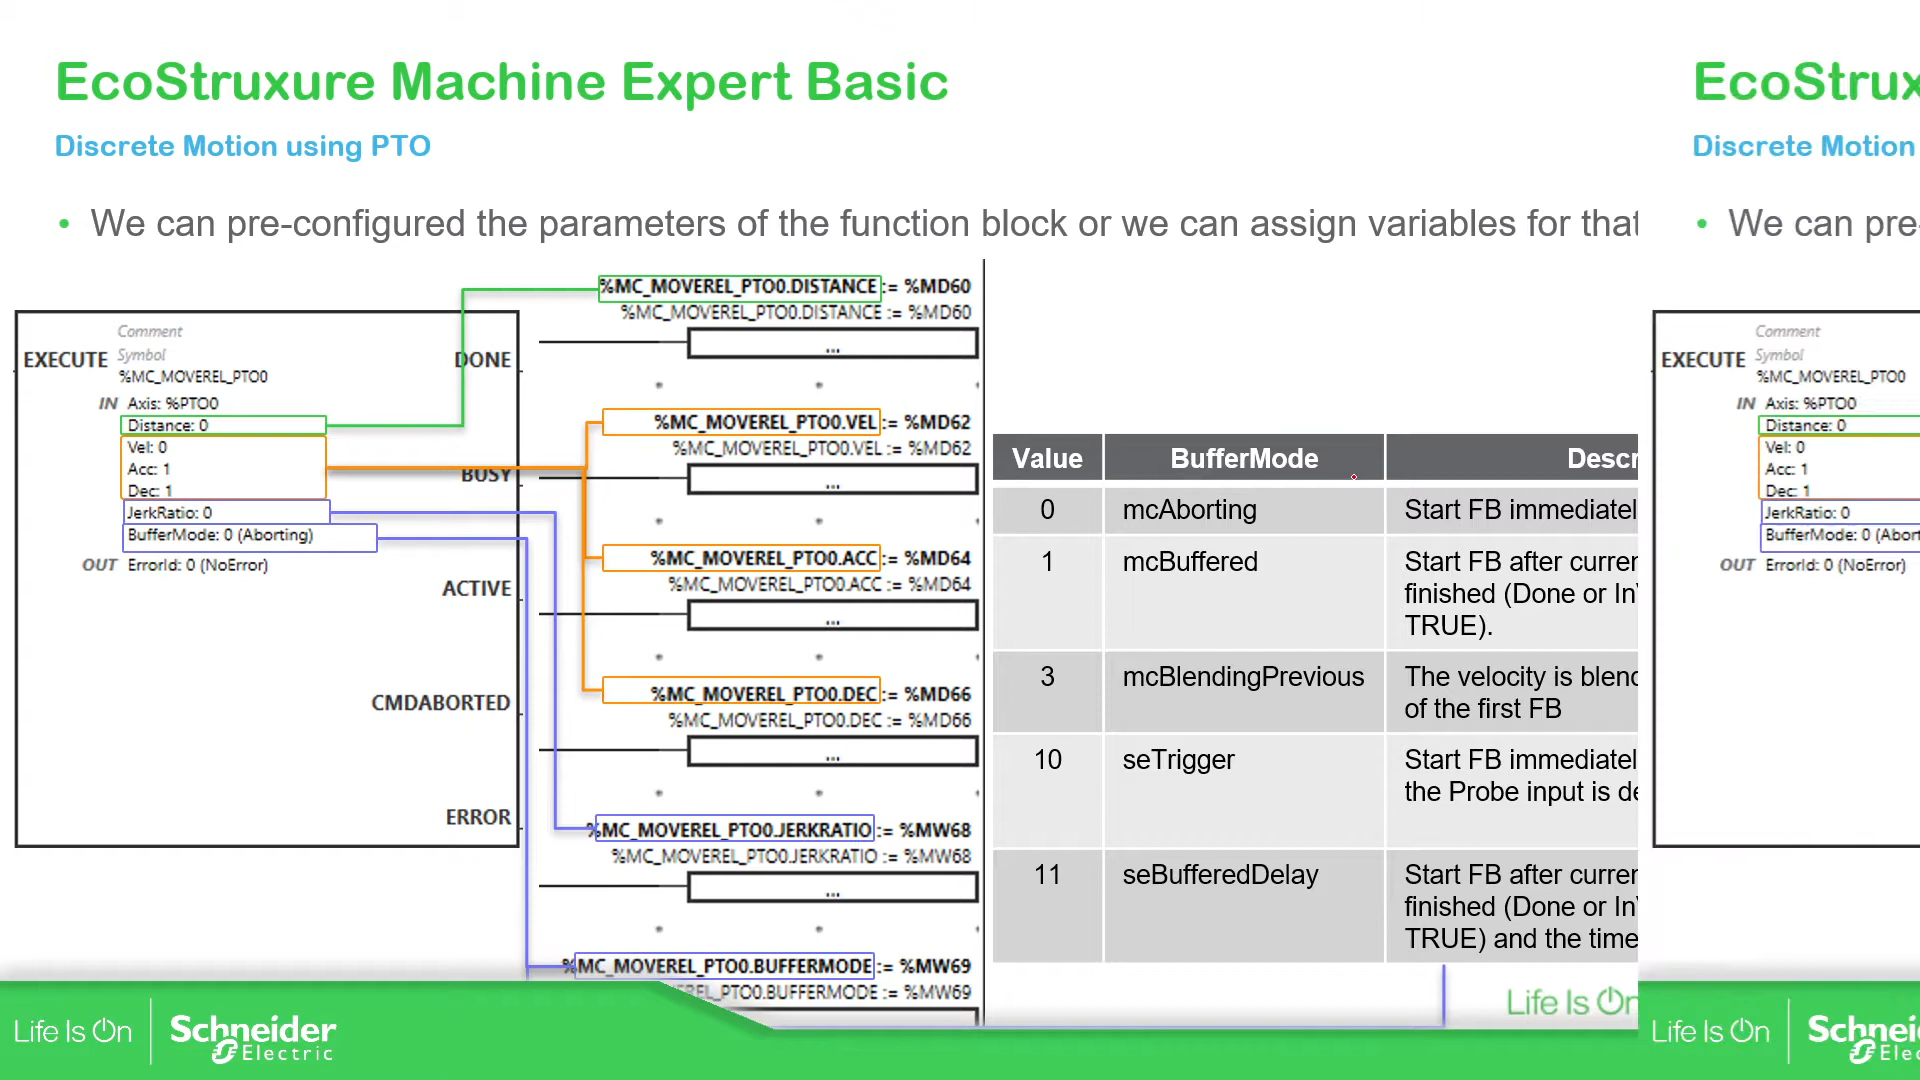 EcoStruxure Machine Expert Basic
Discrete Motion using PTO
• We can pre-configured the parameters of the function block or we can assign variables for that
Comment
EXECUTE
Symbol
%MC_MOVEREL_PTO0
DONE
IN Axis: %PTO0
Distance: 0
Vel: 0
Acc: 1
Dec: 1
BUSY
JerkRatio: 0
BufferMode: 0 (Aborting)
OUT ErrorId: 0 (NoError)
ACTIVE
CMDABORTED
ERROR
%MC_MOVEREL_PTO0.DISTANCE := %MD60
%MC_MOVEREL_PTO0.DISTANCE := %MD60
...
%MC_MOVEREL_PTO0.VEL := %MD62
%MC_MOVEREL_PTO0.VEL := %MD62
...
%MC_MOVEREL_PTO0.ACC := %MD64
%MC_MOVEREL_PTO0.ACC := %MD64
...
%MC_MOVEREL_PTO0.DEC := %MD66
%MC_MOVEREL_PTO0.DEC := %MD66
...
%MC_MOVEREL_PTO0.JERKRATIO := %MW68
%MC_MOVEREL_PTO0.JERKRATIO := %MW68
...
%MC_MOVEREL_PTO0.BUFFERMODE := %MW69
REL_PTO0.BUFFERMODE := %MW69
Value BufferMode Descr
0 mcAborting Start FB immediatel
1 mcBuffered Start FB after curren
finished (Done or In
TRUE).
3 mcBlendingPrevious The velocity is blend
of the first FB
10 seTrigger Start FB immediatel
the Probe input is de
11 seBufferedDelay Start FB after curren
finished (Done or In
TRUE) and the time
Life Is On
Life Is On Schneider
Electric
EcoStrux
Discrete Motion
• We can pre-
Comment
EXECUTE
Symbol
%MC_MOVEREL_PTO0
IN Axis: %PTO0
Distance: 0
Vel: 0
Acc: 1
Dec: 1
JerkRatio: 0
BufferMode: 0 (Abort
OUT ErrorId: 0 (NoError)
Life Is On Schnei
Elec